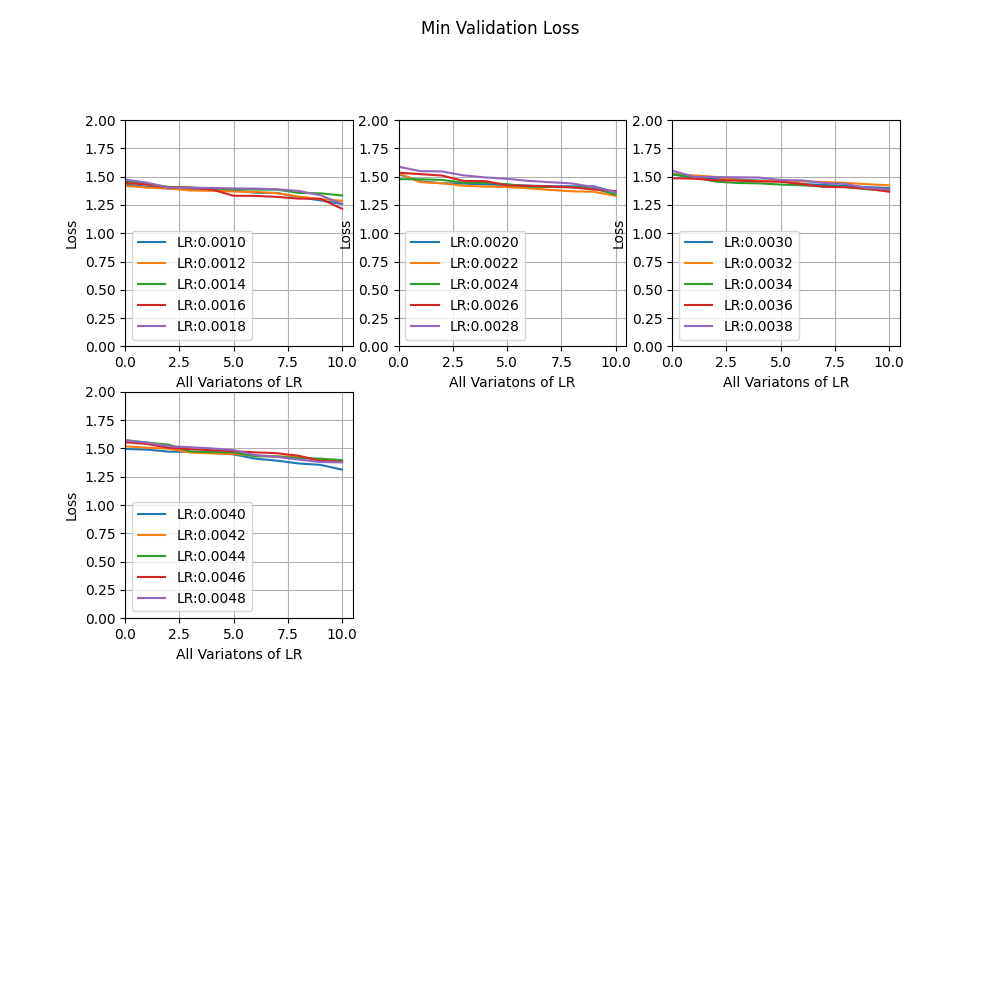 Min Validation Loss
2.00
1.75
1.50
1.25
1.00
0.75
0.50
0.25
0.00
Loss
LR:0.0010
LR:0.0012
LR:0.0014
LR:0.0016
LR:0.0018
0.0 2.5 5.0 7.5 10.0
All Variatons of LR
2.00
1.75
1.50
1.25
1.00
0.75
0.50
0.25
0.00
Loss
LR:0.0020
LR:0.0022
LR:0.0024
LR:0.0026
LR:0.0028
0.0 2.5 5.0 7.5 10.0
All Variatons of LR
2.00
1.75
1.50
1.25
1.00
0.75
0.50
0.25
0.00
Loss
LR:0.0030
LR:0.0032
LR:0.0034
LR:0.0036
LR:0.0038
0.0 2.5 5.0 7.5 10.0
All Variatons of LR
2.00
1.75
1.50
1.25
1.00
0.75
0.50
0.25
0.00
Loss
LR:0.0040
LR:0.0042
LR:0.0044
LR:0.0046
LR:0.0048
0.0 2.5 5.0 7.5 10.0
All Variatons of LR